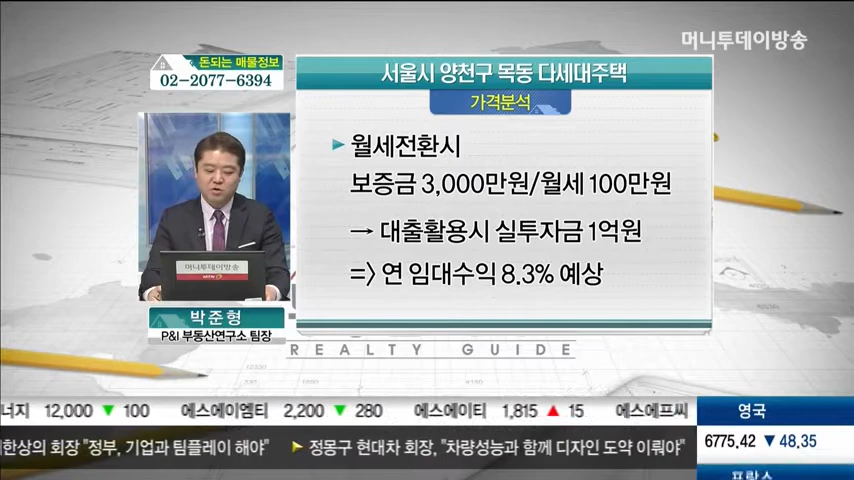 머니투데이방송
돈되는 매물정보
02-2077-6394
서울시 양천구 목동 다세대주택
가격분석
월세전환시
보증금 3,000만원/월세 100만원
→ 대출활용시 실투자금 1억원
=> 연 임대수익 8.3% 예상
머니투데이방송
박준형
P&I 부동산연구소 팀장
REALTY GUIDE
너지 12,000 ▼ 100 에스에이엠티 2,200 ▼ 280 에스에이티 1,815 ▲ 15 에스에프씨
영국
6775.42 ▼ 48.35
대한상의 회장 "정부, 기업과 팀플레이 해야" 정몽구 현대차 회장, "차량성능과 함께 디자인 도약 이뤄야"
프랑스